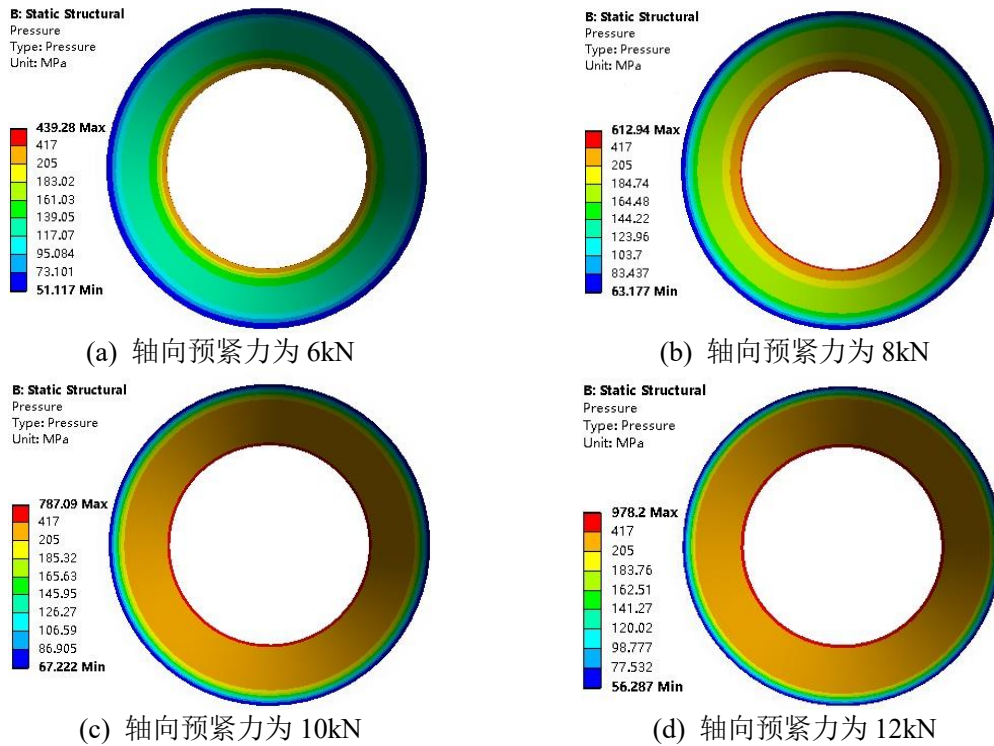 B: Static Structural
Pressure
Type: Pressure
Unit: MPa
439.28 Max
417
205
183.02
161.03
139.05
117.07
95.084
73.101
51.117 Min
(a) 轴向预紧力为 6kN
B: Static Structural
Pressure
Type: Pressure
Unit: MPa
612.94 Max
417
205
184.74
164.48
144.22
123.96
103.7
83.437
63.177 Min
(b) 轴向预紧力为 8kN
B: Static Structural
Pressure
Type: Pressure
Unit: MPa
787.09 Max
417
205
185.32
165.63
145.95
126.27
106.59
86.905
67.222 Min
(c) 轴向预紧力为 10kN
B: Static Structural
Pressure
Type: Pressure
Unit: MPa
978.2 Max
417
205
183.76
162.51
141.27
120.02
98.777
77.532
56.287 Min
(d) 轴向预紧力为 12kN